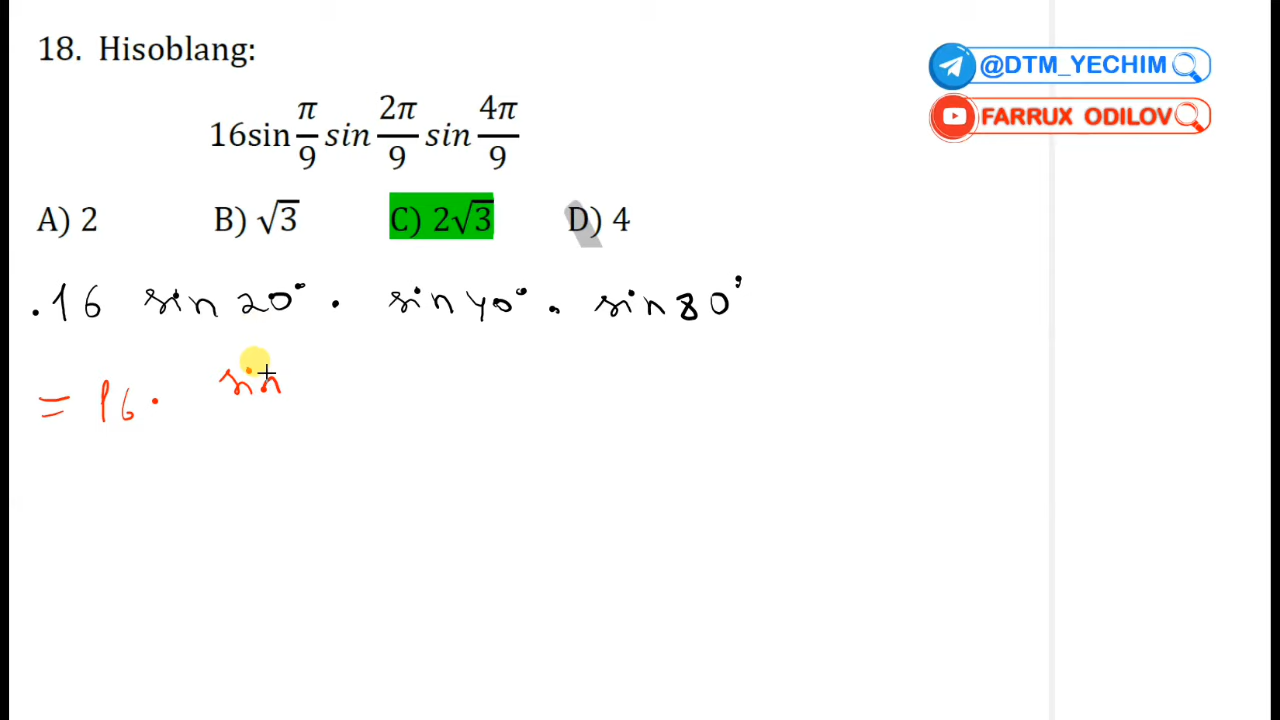 18. Hisoblang:
@DTM_YECHIM
FARRUX ODILOV
16sin π/9 sin 2π/9 sin 4π/9
A) 2 B) √3 C) 2√3 D) 4
.16 sin 20° · sin 40° · sin 80°
= 16 · sin